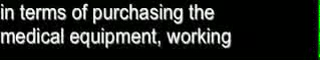 in terms of purchasing the
medical equipment, working